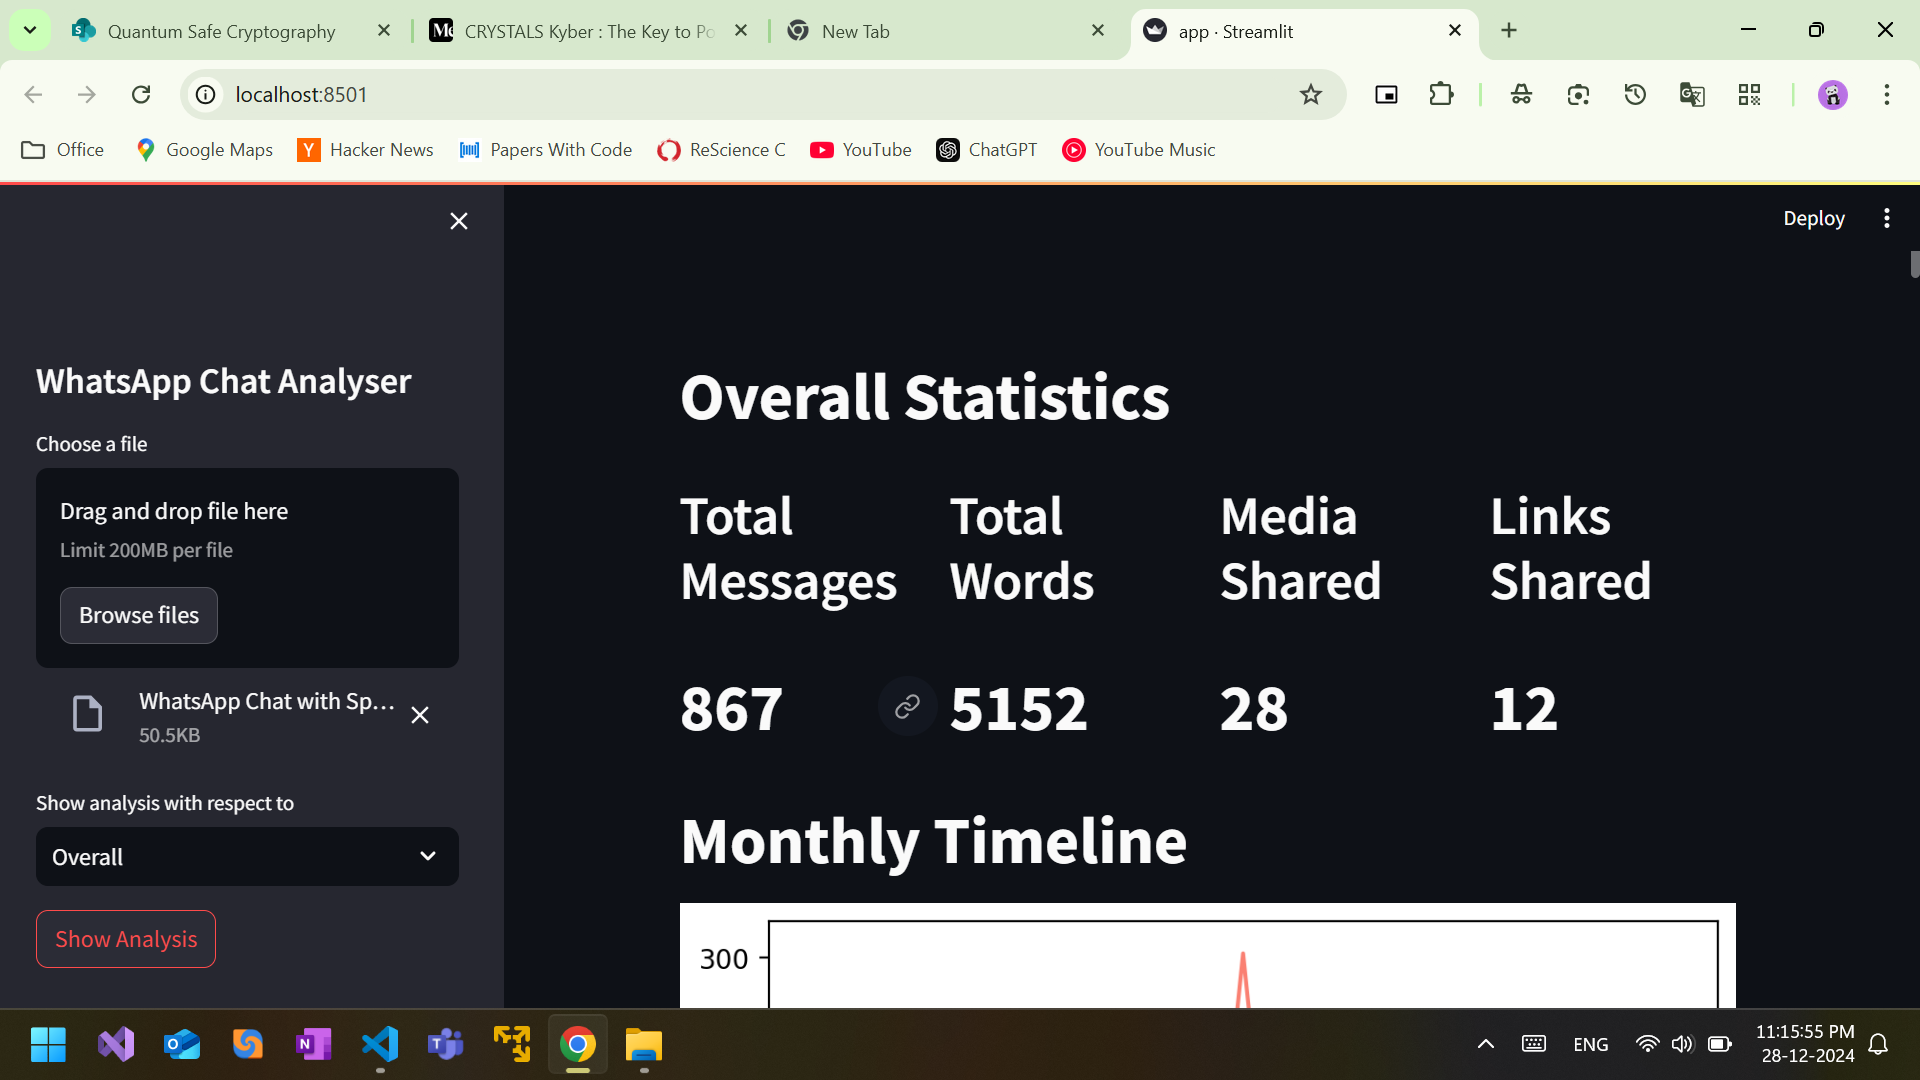 Quantum Safe Cryptography
CRYSTALS Kyber : The Key to Po
New Tab
app · Streamlit
localhost:8501
Office
Google Maps
Hacker News
Papers With Code
ReScience C
YouTube
ChatGPT
YouTube Music
Deploy
WhatsApp Chat Analyser
Choose a file
Drag and drop file here
Limit 200MB per file
Browse files
WhatsApp Chat with Sp...
50.5KB
Show analysis with respect to
Overall
Show Analysis
Overall Statistics
Total Messages
Total Words
Media Shared
Links Shared
867
5152
28
12
Monthly Timeline
300
ENG
11:15:55 PM
28-12-2024